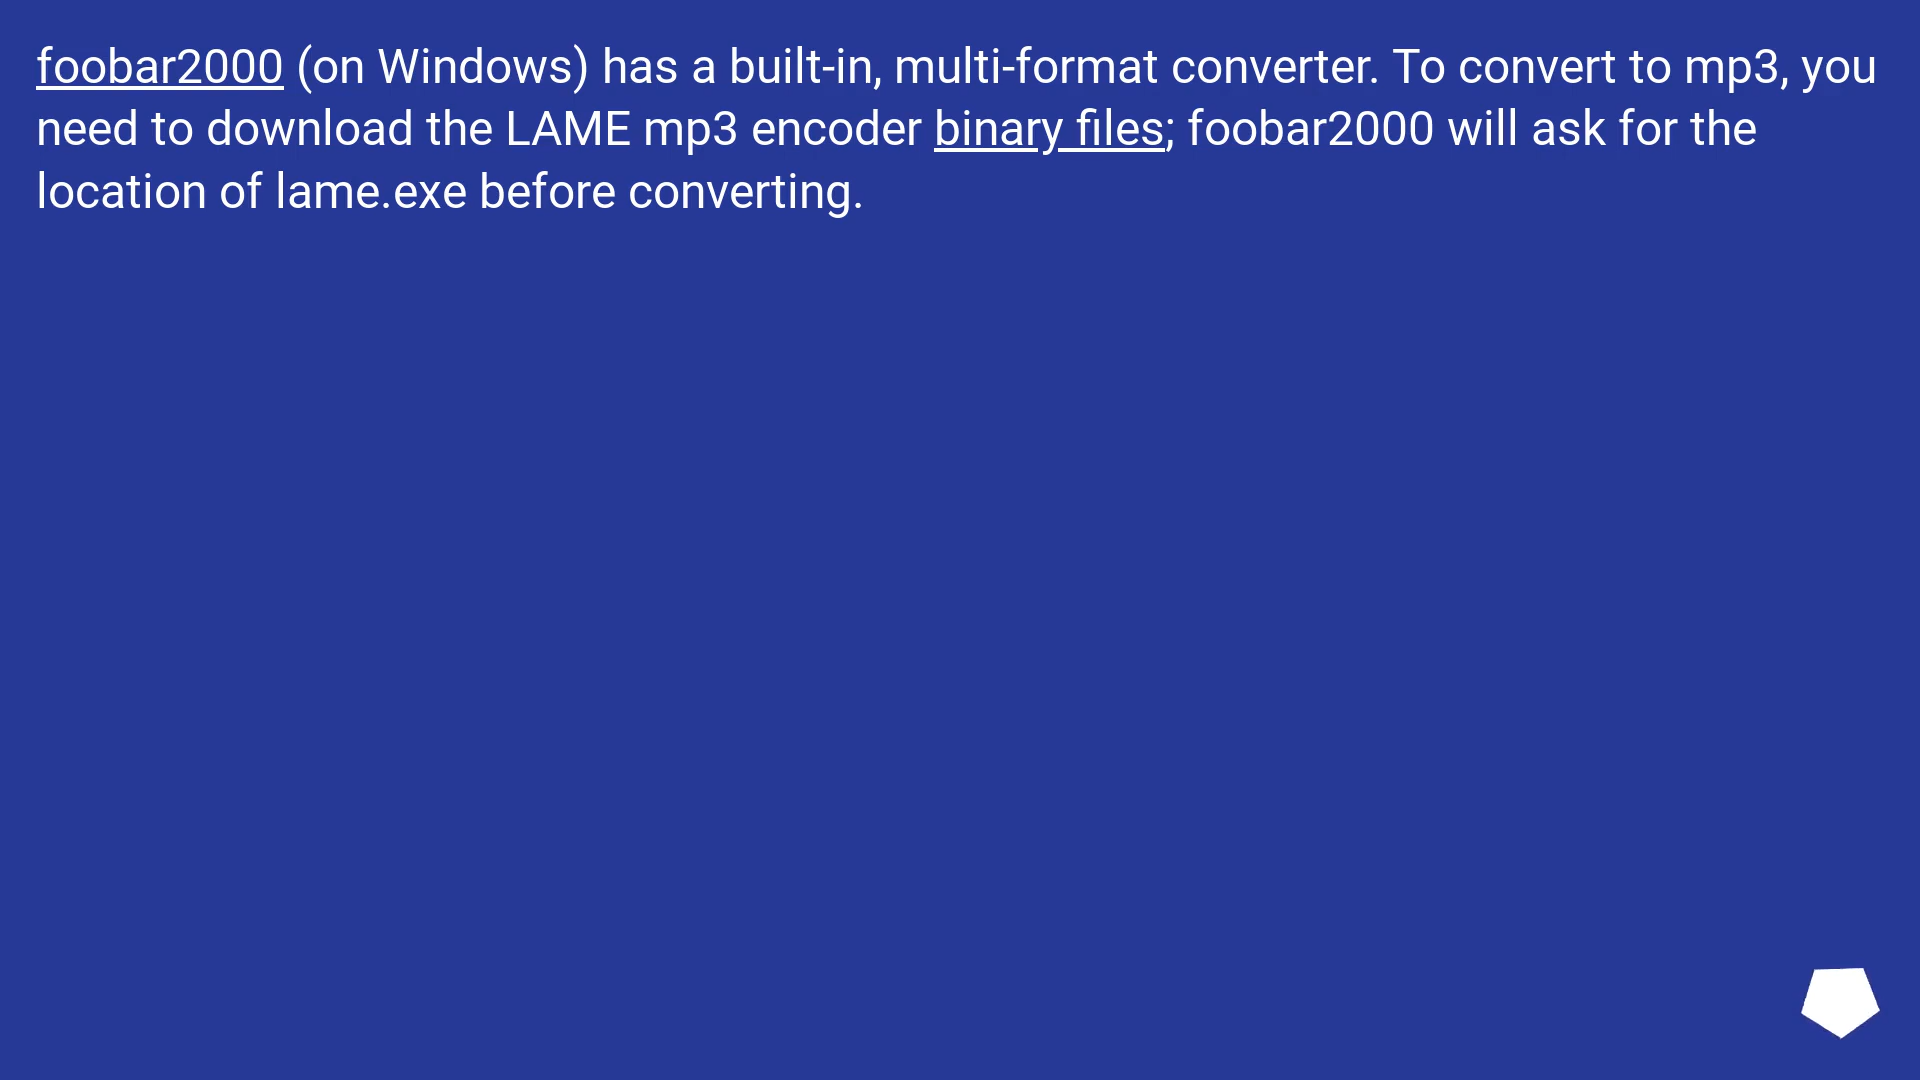 foobar2000 (on Windows) has a built-in, multi-format converter. To convert to mp3, you
need to download the LAME mp3 encoder binary files; foobar2000 will ask for the
location of lame.exe before converting.